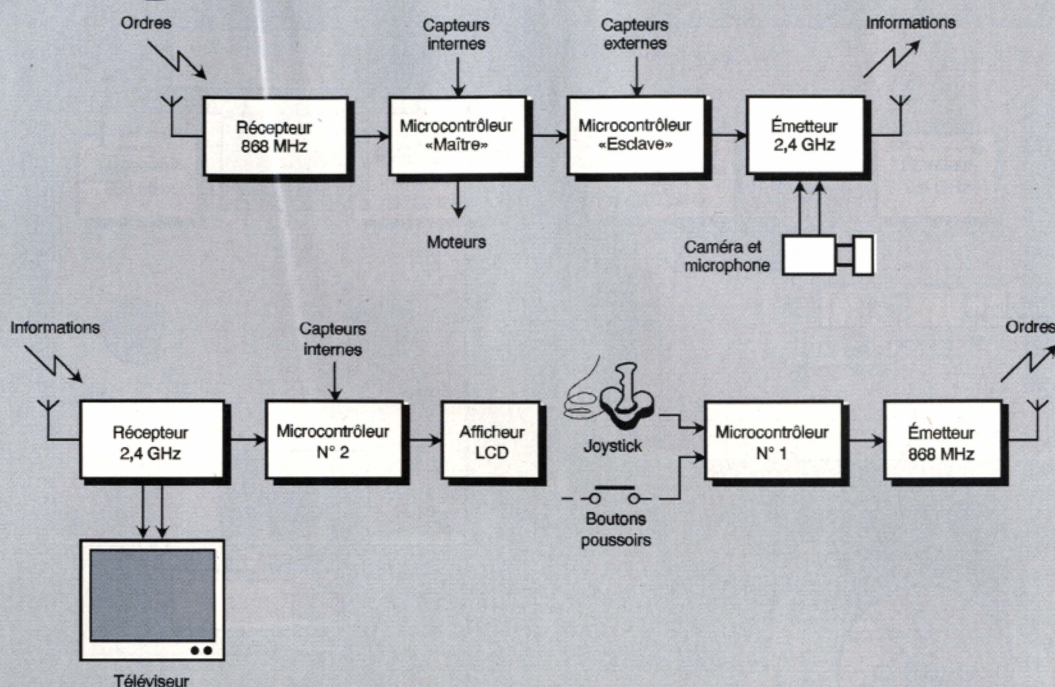 Ordres
Capteurs
internes
Capteurs
externes
Informations
Récepteur
868 MHz
Microcontrôleur
«Maître»
Microcontrôleur
«Esclave»
Émetteur
2,4 GHz
Moteurs
Caméra et
microphone
Informations
Capteurs
internes
Ordres
Récepteur
2,4 GHz
Microcontrôleur
N° 2
Afficheur
LCD
Joystick
Microcontrôleur
N° 1
Émetteur
868 MHz
Boutons
poussoirs
Téléviseur